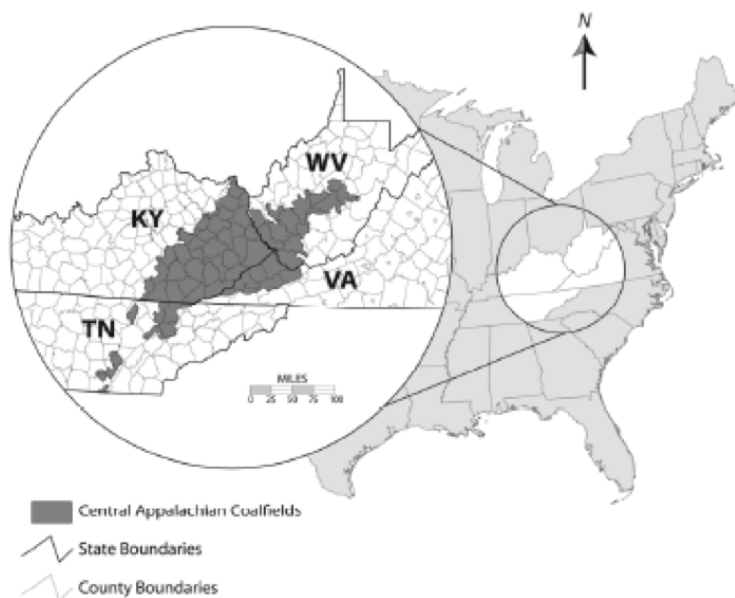 N
WV
KY
VA
TN
MILES
0 25 50 75 100
Central Appalachian Coalfields
State Boundaries
County Boundaries